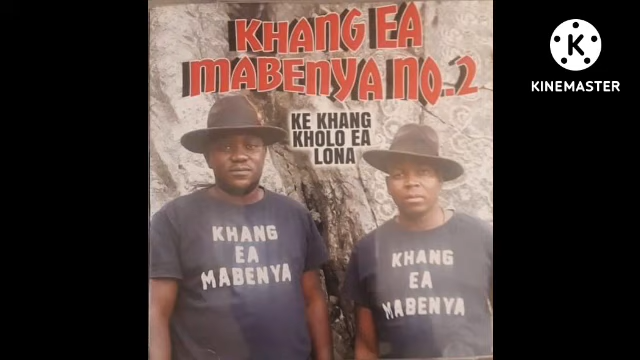 KHANG EA
MABENYA NO..2
KE KHANG
KHOLO EA
LONA
KHANG
EA
MABENYA
KHANG
EA
MABENYA
K
KINEMASTER